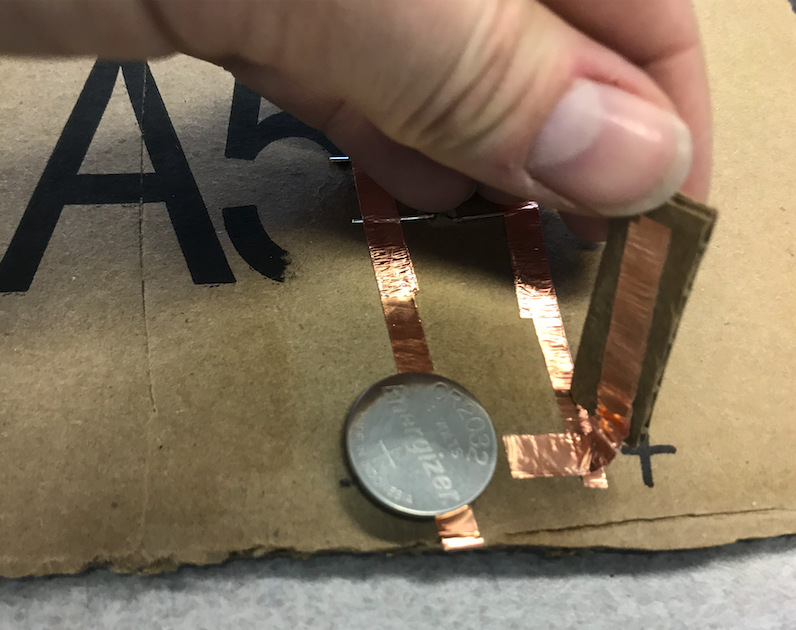 A5
CR2032
Energizer
+
-
+